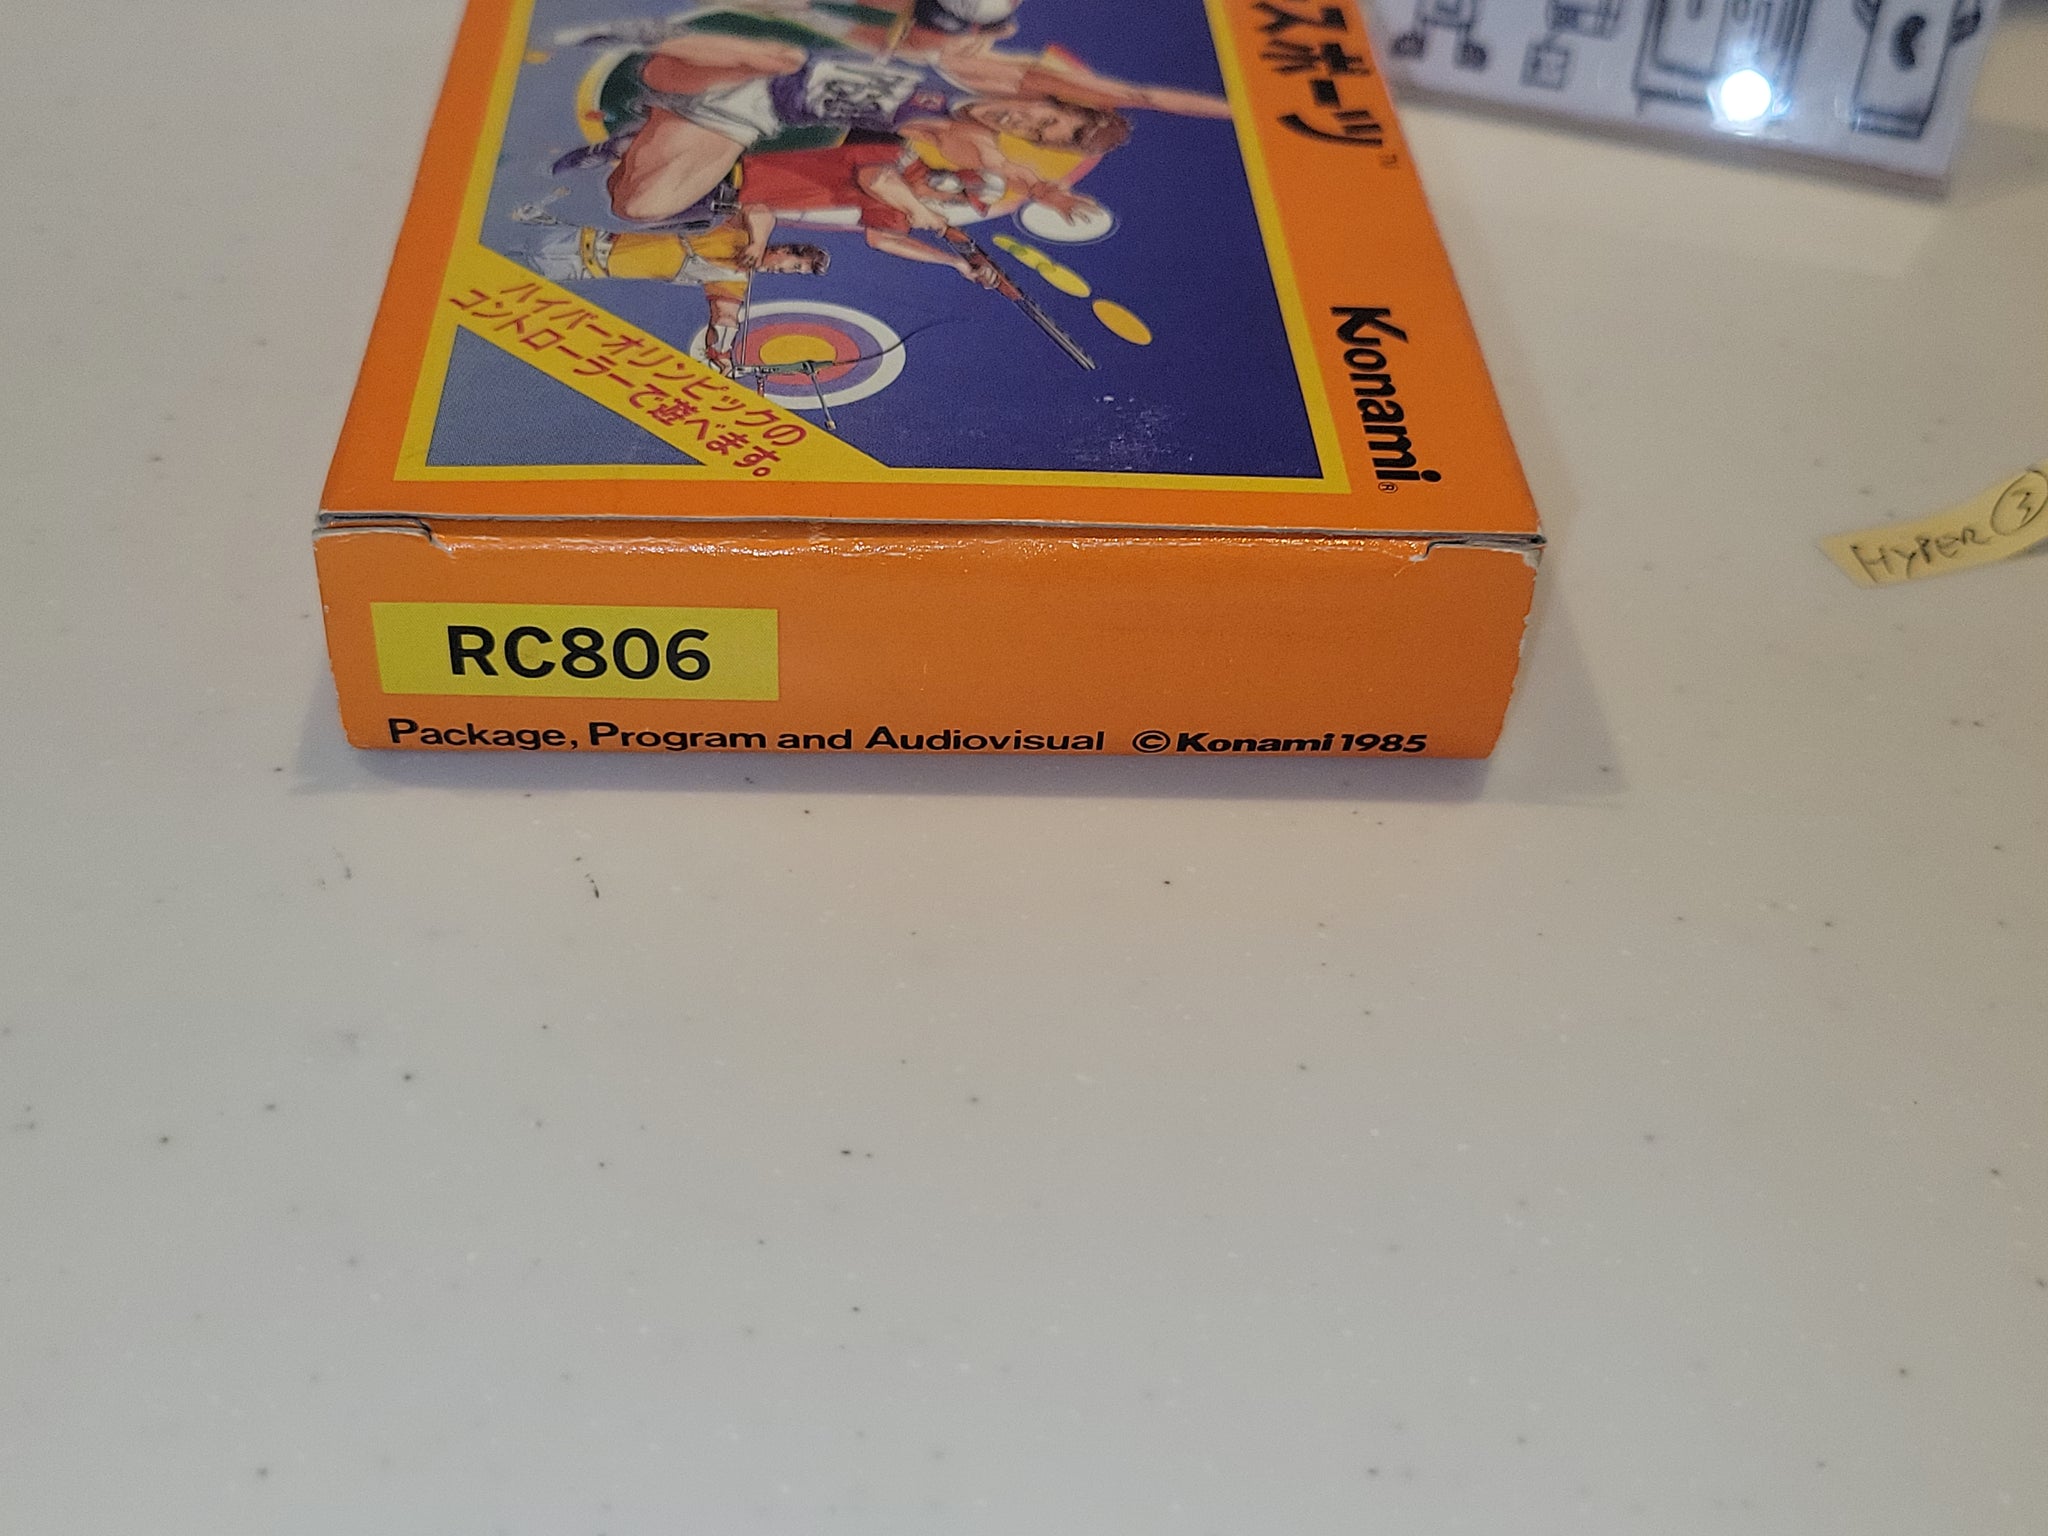 スポーツ
Konami®
ハイパーオリンピックの
コントローラーで遊べます。
RC806
Package, Program and Audiovisual © Konami 1985
HYPER ③